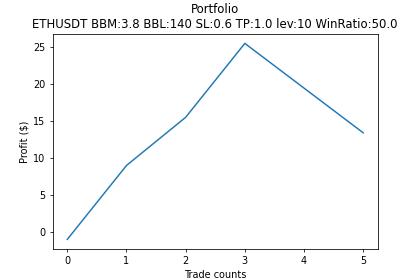 Portfolio
ETHUSDT BBM:3.8 BBL:140 SL:0.6 TP:1.0 lev:10 WinRatio:50.0
25
20
15
10
5
0
Profit ($)
0 1 2 3 4 5
Trade counts